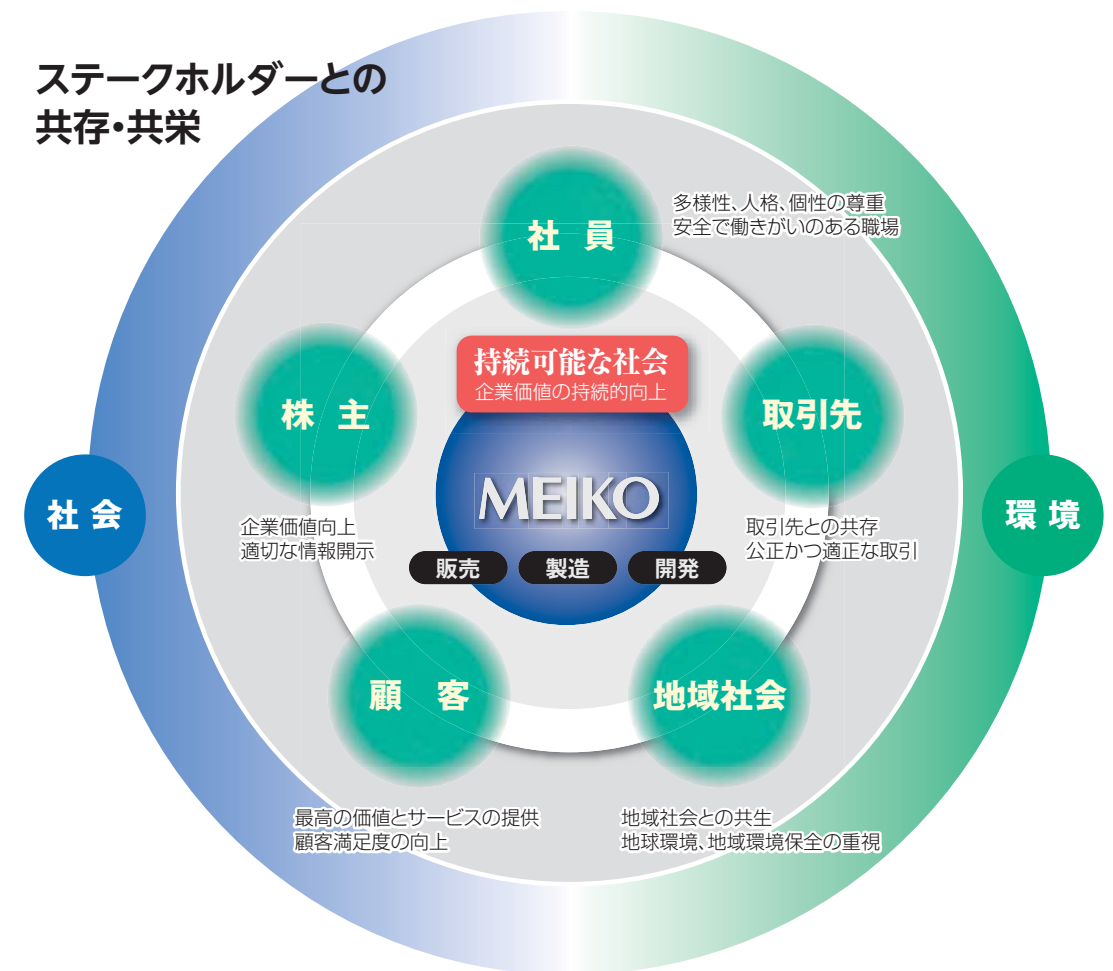 ステークホルダーとの
共存・共栄
社 員
多様性、人格、個性の尊重
安全で働きがいのある職場
持続可能な社会
企業価値の持続的向上
株 主
取引先
MEIKO
社 会
環 境
企業価値向上
適切な情報開示
取引先との共存
公正かつ適正な取引
販売 製造 開発
顧 客
地域社会
最高の価値とサービスの提供
顧客満足度の向上
地域社会との共生
地球環境、地域環境保全の重視